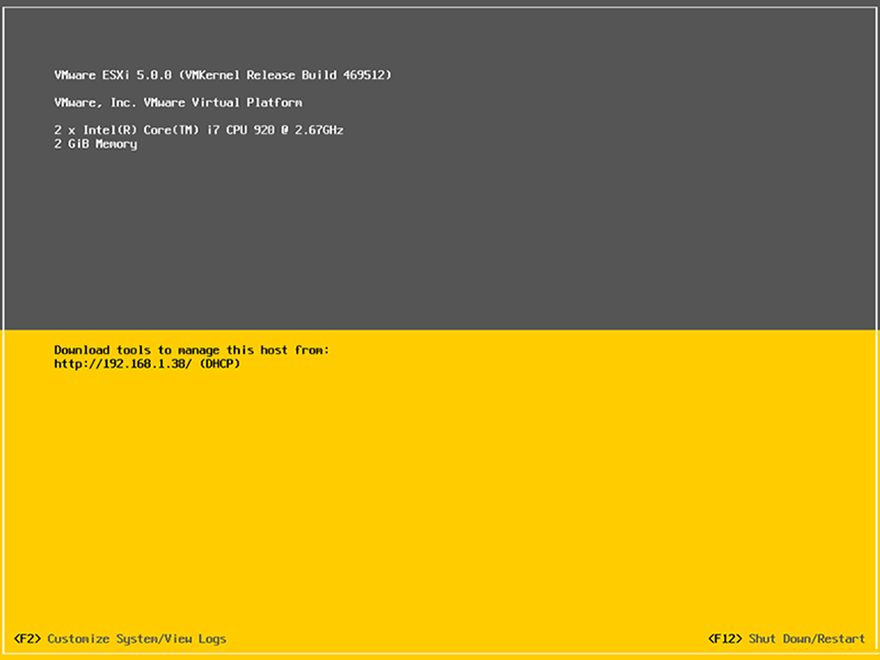 VMware ESXi 5.0.0 (VMKernel Release Build 469512)
VMware, Inc. VMware Virtual Platform
2 x Intel(R) Core(TM) i7 CPU 920 @ 2.67GHz
2 GiB Memory
Download tools to manage this host from:
http://192.168.1.38/ (DHCP)
<F2> Customize System/View Logs
<F12> Shut Down/Restart